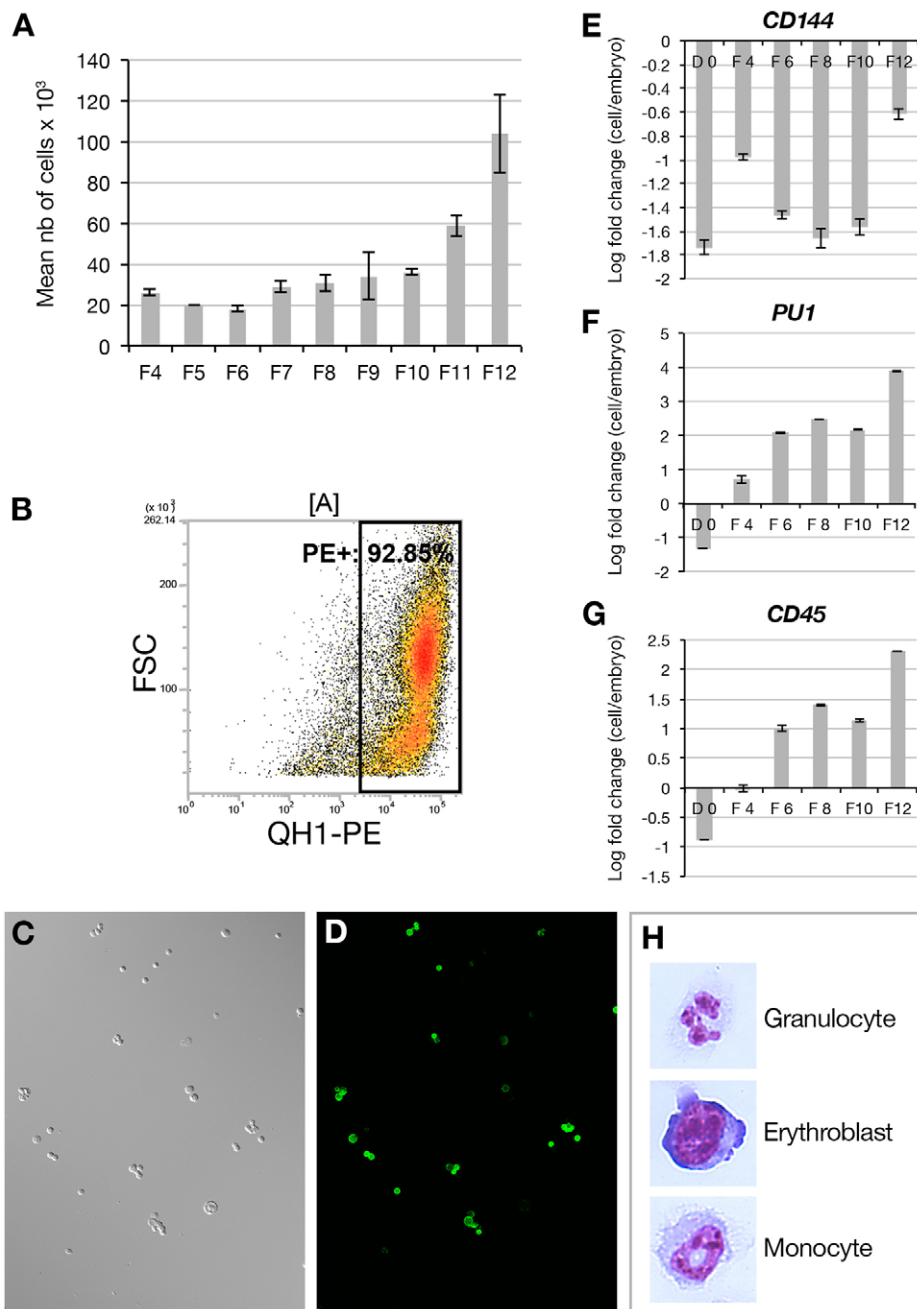 A
Mean nb of cells x 10³
140
120
100
80
60
40
20
0
F4 F5 F6 F7 F8 F9 F10 F11 F12
B
[A]
(x 10³)
262.14
PE+: 92.85%
200
100
FSC
10⁰ 10¹ 10² 10³ 10⁴ 10⁵
QH1-PE
C
D
E
CD144
Log fold change (cell/embryo)
0
-0.2
-0.4
-0.6
-0.8
-1
-1.2
-1.4
-1.6
-1.8
-2
D 0 F 4 F 6 F 8 F10 F12
F
PU1
Log fold change (cell/embryo)
5
4
3
2
1
0
-1
-2
D 0 F 4 F 6 F 8 F10 F12
G
CD45
Log fold change (cell/embryo)
2.5
2
1.5
1
0.5
0
-0.5
-1
-1.5
D 0 F 4 F 6 F 8 F10 F12
H
Granulocyte
Erythroblast
Monocyte